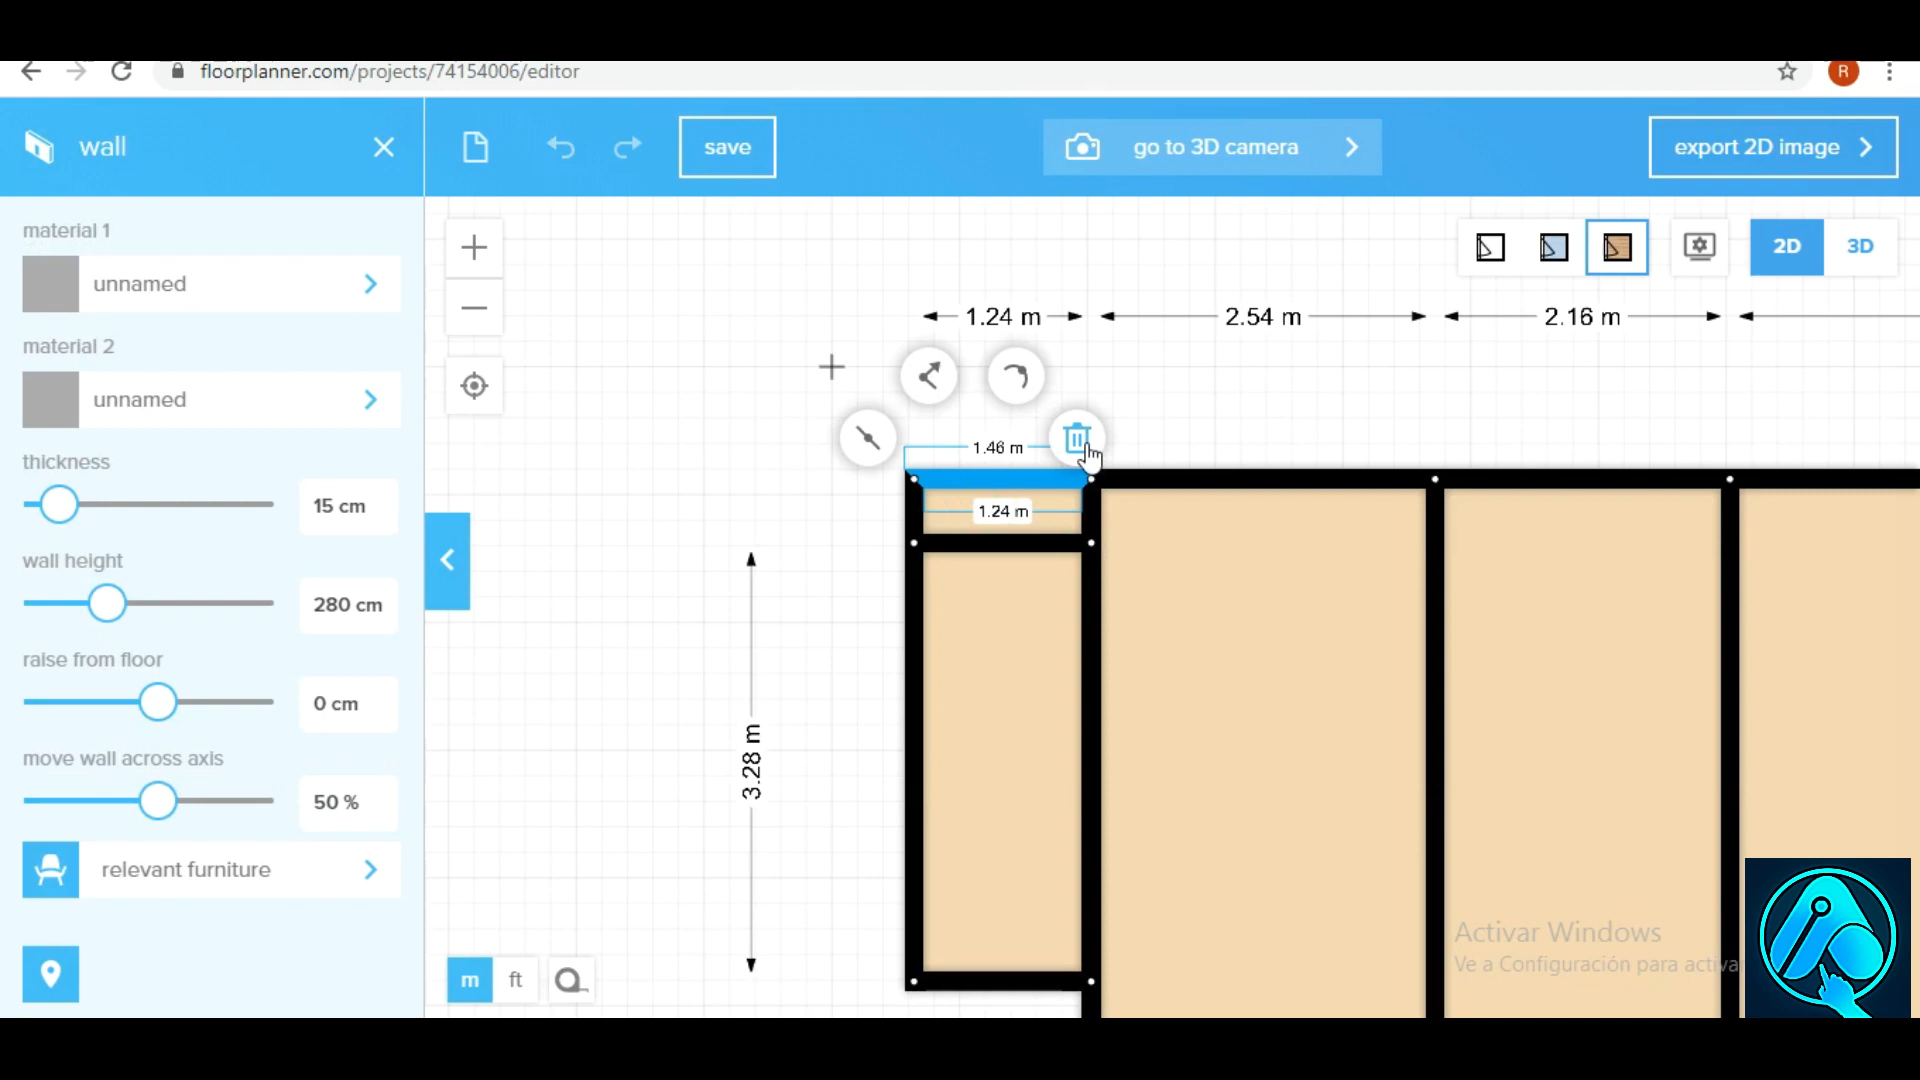 floorplanner.com/projects/74154006/editor
R
wall
save
go to 3D camera
export 2D image
material 1
unnamed
material 2
unnamed
thickness
15 cm
wall height
280 cm
raise from floor
0 cm
move wall across axis
50 %
relevant furniture
2D
3D
1.24 m
2.54 m
2.16 m
1.46 m
1.24 m
3.28 m
m
ft
Activar Windows
Ve a Configuración para activa